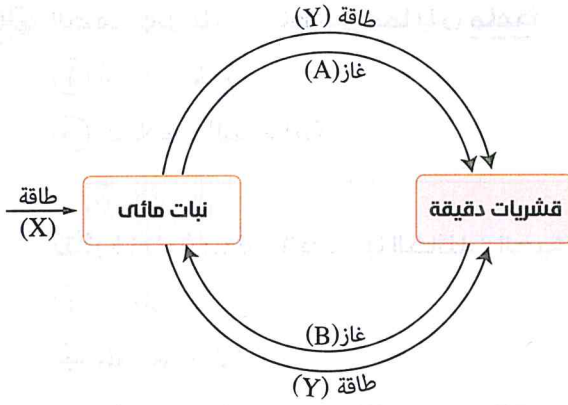 طاقة (Y)
غاز (A)
طاقة
(X)
نبات مائى
قشريات دقيقة
غاز (B)
طاقة (Y)